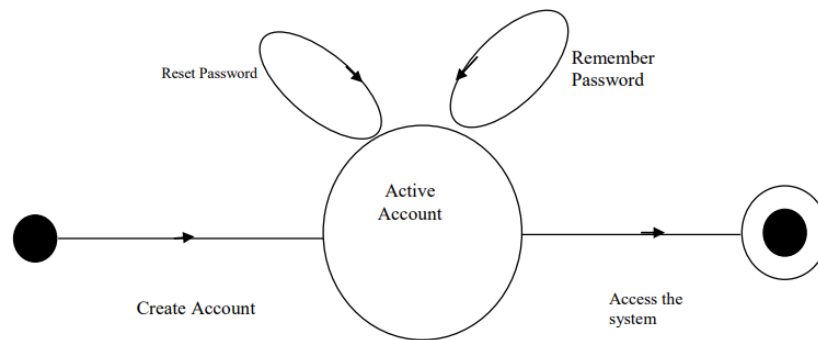 Reset Password
Remember
Password
Active
Account
Create Account
Access the
system